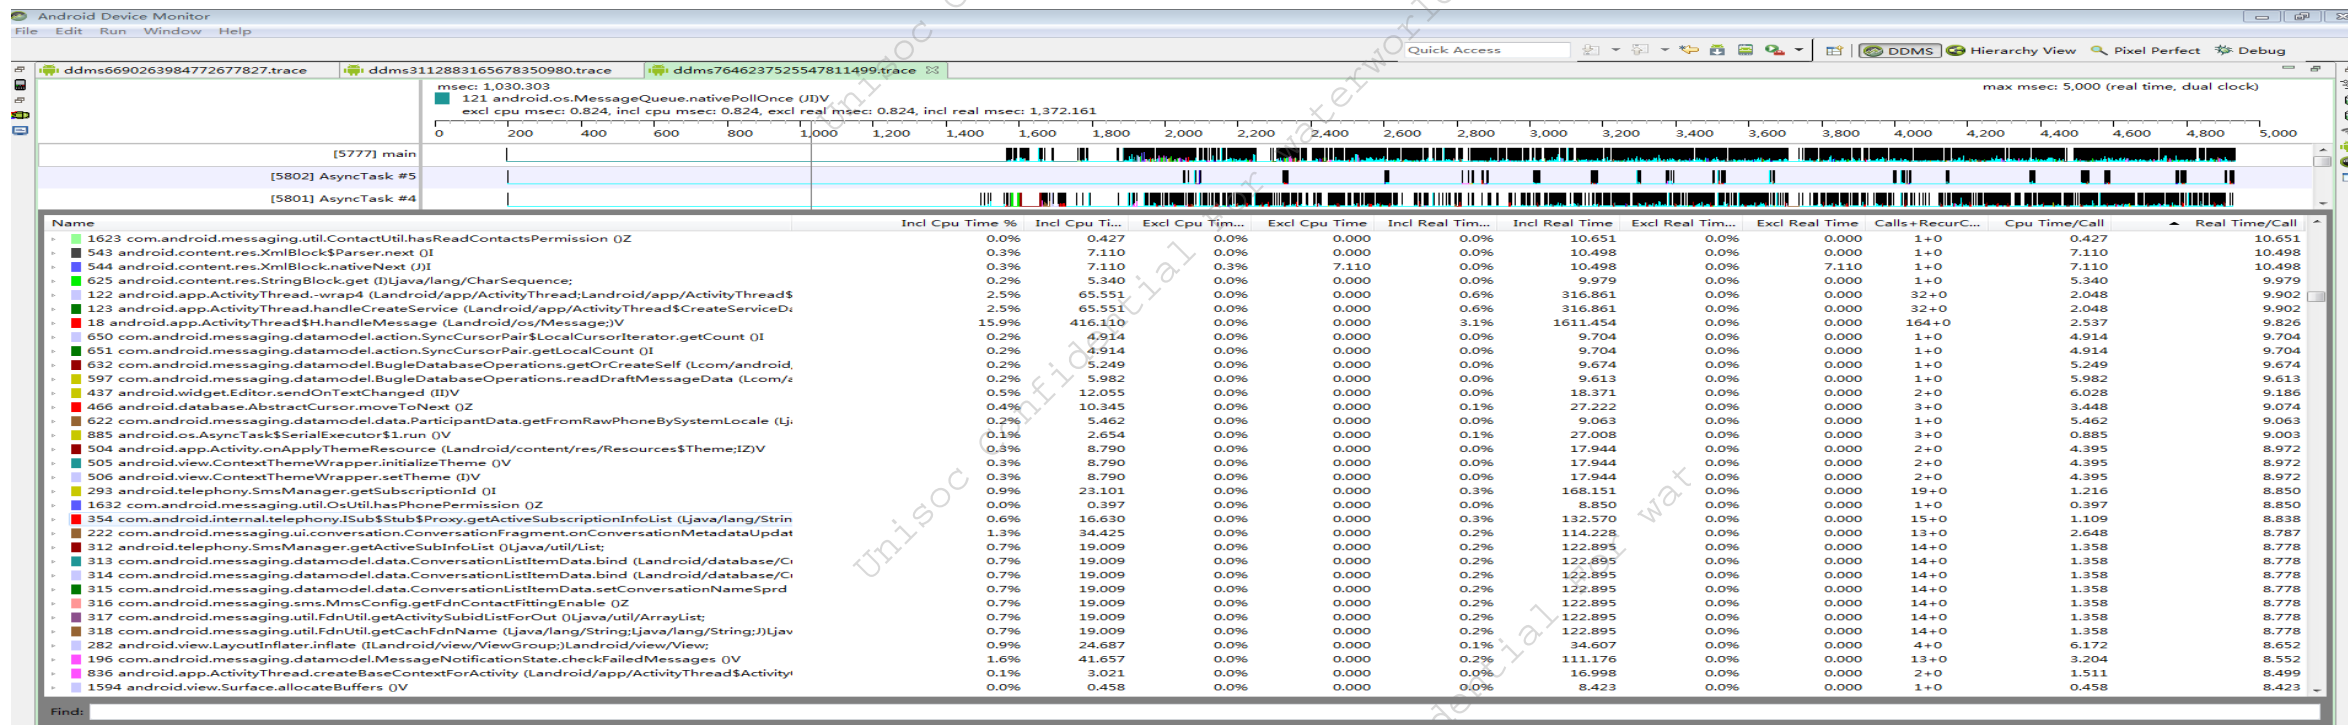 Android Device Monitor
File Edit Run Window Help
Quick Access DDMS Hierarchy View Pixel Perfect Debug
ddms6690263984772677827.trace ddms3112883165678350980.trace ddms7646237525547811499.trace
msec: 1,030.303 max msec: 5,000 (real time, dual clock)
121 android.os.MessageQueue.nativePollOnce (JI)V
excl cpu msec: 0.824, incl cpu msec: 0.824, excl real msec: 0.824, incl real msec: 1,372.161
0 200 400 600 800 1,000 1,200 1,400 1,600 1,800 2,000 2,200 2,400 2,600 2,800 3,000 3,200 3,400 3,600 3,800 4,000 4,200 4,400 4,600 4,800 5,000
[5777] main
[5802] AsyncTask #5
[5801] AsyncTask #4
Name Incl Cpu Time % Incl Cpu Ti... Excl Cpu Tim... Excl Cpu Time Incl Real Tim... Incl Real Time Excl Real Tim... Excl Real Time Calls+RecurC... Cpu Time/Call Real Time/Call
1623 com.android.messaging.util.ContactUtil.hasReadContactsPermission ()Z 0.0% 0.427 0.0% 0.000 0.0% 10.651 0.0% 0.000 1+0 0.427 10.651
543 android.content.res.XmlBlock$Parser.next ()I 0.3% 7.110 0.0% 0.000 0.0% 10.498 0.0% 0.000 1+0 7.110 10.498
544 android.content.res.XmlBlock.nativeNext (J)I 0.3% 7.110 0.3% 7.110 0.0% 10.498 0.0% 7.110 1+0 7.110 10.498
625 android.content.res.StringBlock.get (I)Ljava/lang/CharSequence; 0.2% 5.340 0.0% 0.000 0.0% 9.979 0.0% 0.000 1+0 5.340 9.979
122 android.app.ActivityThread.-wrap4 (Landroid/app/ActivityThread;Landroid/app/ActivityThread$ 2.5% 65.551 0.0% 0.000 0.6% 316.861 0.0% 0.000 32+0 2.048 9.902
123 android.app.ActivityThread.handleCreateService (Landroid/app/ActivityThread$CreateServiceDa 2.5% 65.551 0.0% 0.000 0.6% 316.861 0.0% 0.000 32+0 2.048 9.902
18 android.app.ActivityThread$H.handleMessage (Landroid/os/Message;)V 15.9% 416.110 0.0% 0.000 3.1% 1611.454 0.0% 0.000 164+0 2.537 9.826
650 com.android.messaging.datamodel.action.SyncCursorPair$LocalCursorIterator.getCount ()I 0.2% 4.914 0.0% 0.000 0.0% 9.704 0.0% 0.000 1+0 4.914 9.704
651 com.android.messaging.datamodel.action.SyncCursorPair.getLocalCount ()I 0.2% 4.914 0.0% 0.000 0.0% 9.704 0.0% 0.000 1+0 4.914 9.704
632 com.android.messaging.datamodel.BugleDatabaseOperations.getOrCreateSelf (Lcom/android, 0.2% 5.249 0.0% 0.000 0.0% 9.674 0.0% 0.000 1+0 5.249 9.674
597 com.android.messaging.datamodel.BugleDatabaseOperations.readDraftMessageData (Lcom/a 0.2% 5.982 0.0% 0.000 0.0% 9.613 0.0% 0.000 1+0 5.982 9.613
437 android.widget.Editor.sendOnTextChanged (II)V 0.5% 12.055 0.0% 0.000 0.0% 18.371 0.0% 0.000 2+0 6.028 9.186
466 android.database.AbstractCursor.moveToNext ()Z 0.4% 10.345 0.0% 0.000 0.1% 27.222 0.0% 0.000 3+0 3.448 9.074
622 com.android.messaging.datamodel.data.ParticipantData.getFromRawPhoneBySystemLocale (Lj 0.2% 5.462 0.0% 0.000 0.0% 9.063 0.0% 0.000 1+0 5.462 9.063
885 android.os.AsyncTask$SerialExecutor$1.run ()V 0.1% 2.654 0.0% 0.000 0.1% 27.008 0.0% 0.000 3+0 0.885 9.003
504 android.app.Activity.onApplyThemeResource (Landroid/content/res/Resources$Theme;IZ)V 0.3% 8.790 0.0% 0.000 0.0% 17.944 0.0% 0.000 2+0 4.395 8.972
505 android.view.ContextThemeWrapper.initializeTheme ()V 0.3% 8.790 0.0% 0.000 0.0% 17.944 0.0% 0.000 2+0 4.395 8.972
506 android.view.ContextThemeWrapper.setTheme (I)V 0.3% 8.790 0.0% 0.000 0.0% 17.944 0.0% 0.000 2+0 4.395 8.972
293 android.telephony.SmsManager.getSubscriptionId ()I 0.9% 23.101 0.0% 0.000 0.3% 168.151 0.0% 0.000 19+0 1.216 8.850
1632 com.android.messaging.util.OsUtil.hasPhonePermission ()Z 0.0% 0.397 0.0% 0.000 0.0% 8.850 0.0% 0.000 1+0 0.397 8.850
354 com.android.internal.telephony.ISub$Stub$Proxy.getActiveSubscriptionInfoList (Ljava/lang/Strin 0.6% 16.630 0.0% 0.000 0.3% 132.570 0.0% 0.000 15+0 1.109 8.838
222 com.android.messaging.ui.conversation.ConversationFragment.onConversationMetadataUpdat 1.3% 34.425 0.0% 0.000 0.2% 114.228 0.0% 0.000 13+0 2.648 8.787
312 android.telephony.SmsManager.getActiveSubInfoList ()Ljava/util/List; 0.7% 19.009 0.0% 0.000 0.2% 122.895 0.0% 0.000 14+0 1.358 8.778
313 com.android.messaging.datamodel.data.ConversationListItemData.bind (Landroid/database/Cu 0.7% 19.009 0.0% 0.000 0.2% 122.895 0.0% 0.000 14+0 1.358 8.778
314 com.android.messaging.datamodel.data.ConversationListItemData.bind (Landroid/database/Cu 0.7% 19.009 0.0% 0.000 0.2% 122.895 0.0% 0.000 14+0 1.358 8.778
315 com.android.messaging.datamodel.data.ConversationListItemData.setConversationNameSprd 0.7% 19.009 0.0% 0.000 0.2% 122.895 0.0% 0.000 14+0 1.358 8.778
316 com.android.messaging.sms.MmsConfig.getFdnContactFittingEnable ()Z 0.7% 19.009 0.0% 0.000 0.2% 122.895 0.0% 0.000 14+0 1.358 8.778
317 com.android.messaging.util.FdnUtil.getActivitySubidListForOut ()Ljava/util/ArrayList; 0.7% 19.009 0.0% 0.000 0.2% 122.895 0.0% 0.000 14+0 1.358 8.778
318 com.android.messaging.util.FdnUtil.getCachFdnName (Ljava/lang/String;Ljava/lang/String;J)Ljav 0.7% 19.009 0.0% 0.000 0.2% 122.895 0.0% 0.000 14+0 1.358 8.778
282 android.view.LayoutInflater.inflate (ILandroid/view/ViewGroup;)Landroid/view/View; 0.9% 24.687 0.0% 0.000 0.1% 34.607 0.0% 0.000 4+0 6.172 8.652
196 com.android.messaging.datamodel.MessageNotificationState.checkFailedMessages ()V 1.6% 41.657 0.0% 0.000 0.2% 111.176 0.0% 0.000 13+0 3.204 8.552
836 android.app.ActivityThread.createBaseContextForActivity (Landroid/app/ActivityThread$Activity 0.1% 3.021 0.0% 0.000 0.0% 16.998 0.0% 0.000 2+0 1.511 8.499
1594 android.view.Surface.allocateBuffers ()V 0.0% 0.458 0.0% 0.000 0.0% 8.423 0.0% 0.000 1+0 0.458 8.423
Find:
Unisoc Confidential For waterworld
Unisoc Confidential For wat